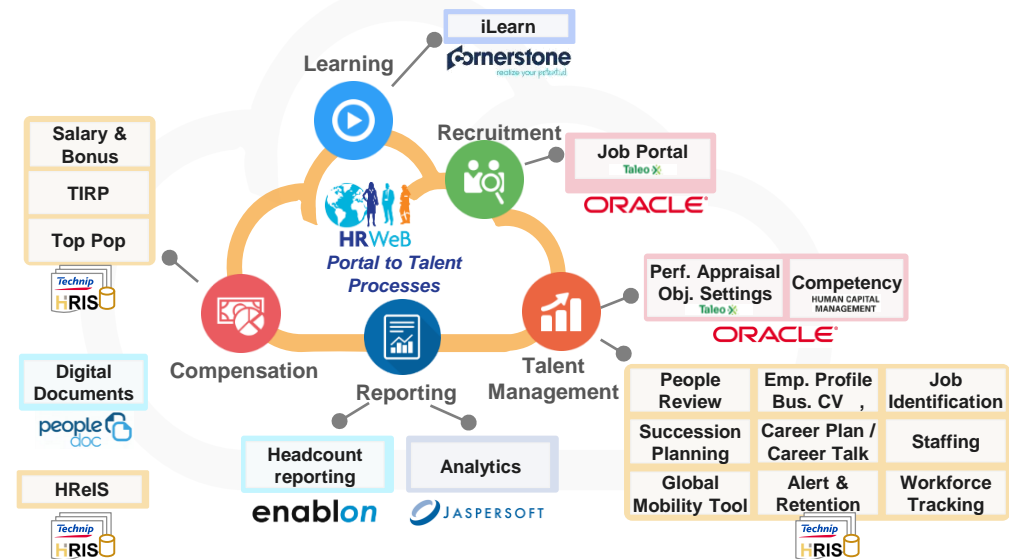 iLearn
Cornerstone
realize your potential
Learning
Recruitment
Job Portal
Taleo
ORACLE
Salary &
Bonus
TIRP
Top Pop
Technip
HRIS
HRWeB
Portal to Talent
Processes
Perf. Appraisal
Obj. Settings
Taleo
Competency
HUMAN CAPITAL
MANAGEMENT
ORACLE
Compensation
Reporting
Talent
Management
Digital
Documents
people
doc
HReIS
Technip
HRIS
Headcount
reporting
enablon
Analytics
JASPERSOFT
People
Review
Emp. Profile
Bus. CV ,
Job
Identification
Succession
Planning
Career Plan /
Career Talk
Staffing
Global
Mobility Tool
Alert &
Retention
Workforce
Tracking
Technip
HRIS